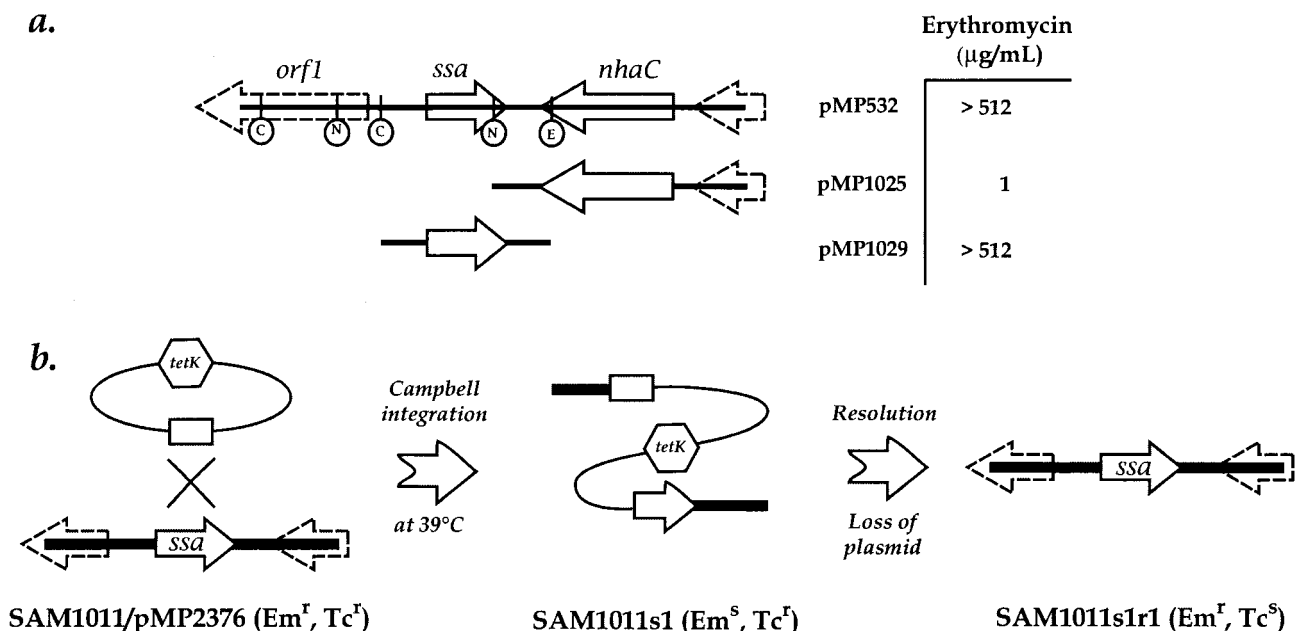 a.
Erythromycin
(µg/mL)
orf1 ssa nhaC
pMP532 > 512
C N C N E
pMP1025 1
pMP1029 > 512
b.
tetK
Campbell
integration
at 39°C
tetK
Resolution
Loss of
plasmid
ssa
ssa
SAM1011/pMP2376 (Emʳ, Tcʳ) SAM1011s1 (Emˢ, Tcʳ) SAM1011s1r1 (Emʳ, Tcˢ)